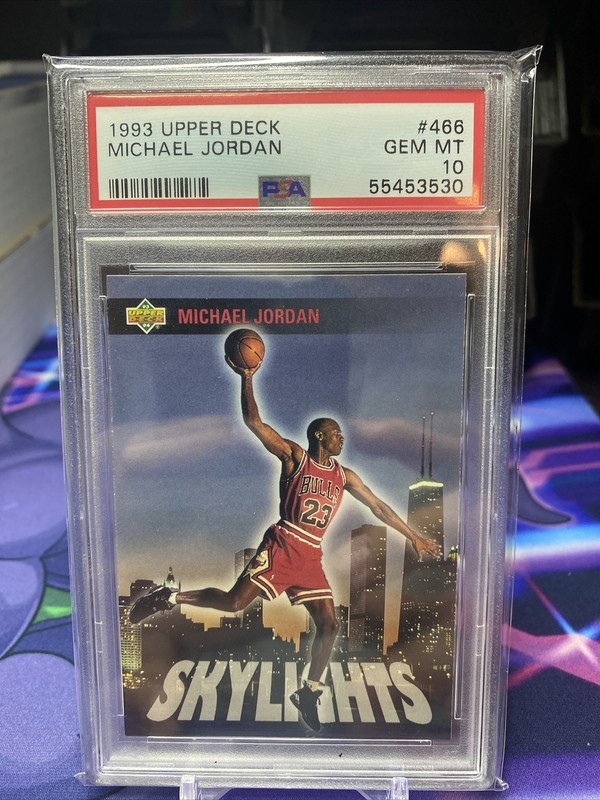 1993 UPPER DECK #466
MICHAEL JORDAN GEM MT
10
PSA 55453530
UPPER DECK MICHAEL JORDAN
BULLS
23
SKYLIGHTS